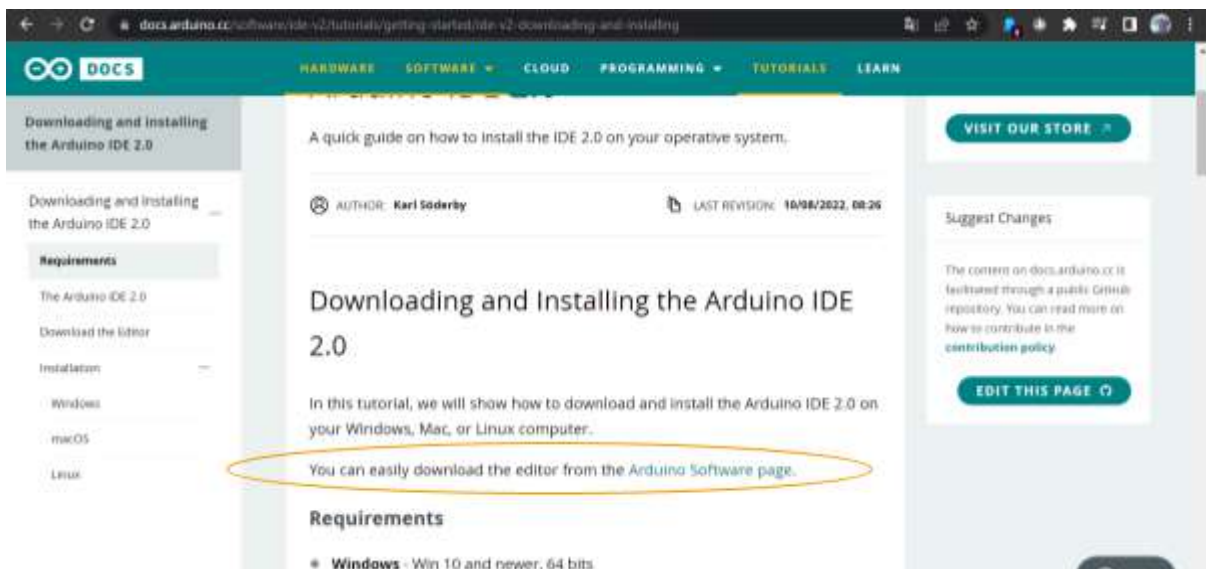 docs.arduino.cc/software/ide-v2/tutorials/getting-started/ide-v2-downloading-and-installing
DOCS
HARDWARE SOFTWARE CLOUD PROGRAMMING TUTORIALS LEARN
Downloading and installing
the Arduino IDE 2.0
Downloading and installing
the Arduino IDE 2.0
Requirements
The Arduino IDE 2.0
Download the Editor
Installation
Windows
macOS
Linux
A quick guide on how to install the IDE 2.0 on your operative system.
AUTHOR: Karl Söderby
LAST REVISION: 10/08/2022, 08:26
Downloading and Installing the Arduino IDE
2.0
In this tutorial, we will show how to download and install the Arduino IDE 2.0 on
your Windows, Mac, or Linux computer.
You can easily download the editor from the Arduino Software page.
Requirements
Windows - Win 10 and newer, 64 bits
VISIT OUR STORE
Suggest Changes
The content on docs.arduino.cc is
facilitated through a public GitHub
repository. You can read more on
how to contribute in the
contribution policy.
EDIT THIS PAGE